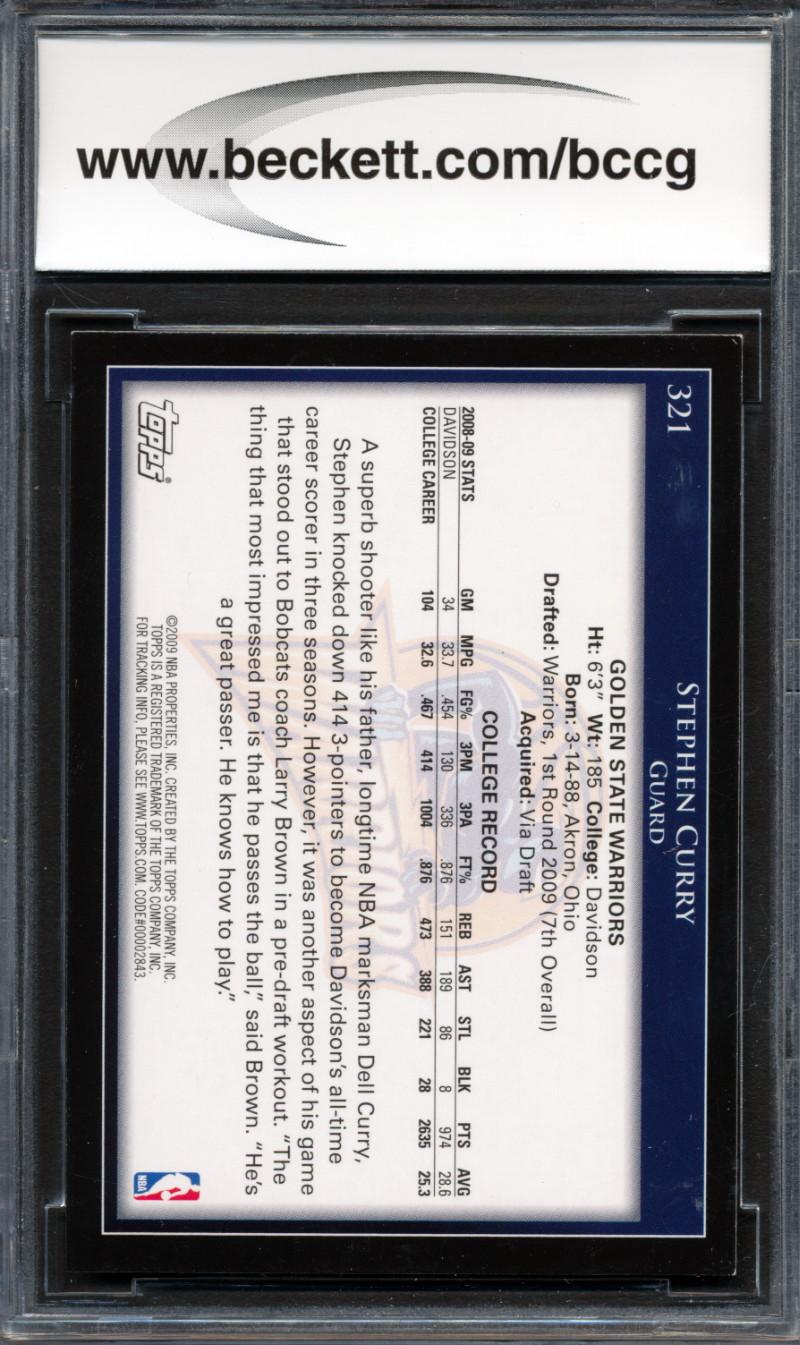 www.beckett.com/bccg
321
STEPHEN CURRY
GUARD
GOLDEN STATE WARRIORS
Ht: 6'3" Wt: 185 College: Davidson
Born: 3-14-88, Akron, Ohio
Drafted: Warriors, 1st Round 2009 (7th Overall)
Acquired: Via Draft
COLLEGE RECORD
2008-09 STATS GM MPG FG% 3PM 3PA FT% REB AST STL BLK PTS AVG
DAVIDSON 34 33.7 .454 130 336 .876 151 189 86 8 974 28.6
COLLEGE CAREER 104 32.6 .467 414 1004 .876 473 388 221 28 2635 25.3
A superb shooter like his father, longtime NBA marksman Dell Curry,
Stephen knocked down 414 3-pointers to become Davidson's all-time
career scorer in three seasons. However, it was another aspect of his game
that stood out to Bobcats coach Larry Brown in a pre-draft workout. "The
thing that most impressed me is that he passes the ball," said Brown. "He's
a great passer. He knows how to play."
topps®
©2009 NBA PROPERTIES, INC. CREATED BY THE TOPPS COMPANY, INC.
TOPPS IS A REGISTERED TRADEMARK OF THE TOPPS COMPANY, INC.
FOR TRACKING INFO, PLEASE SEE WWW.TOPPS.COM. CODE#00002843.
NBA